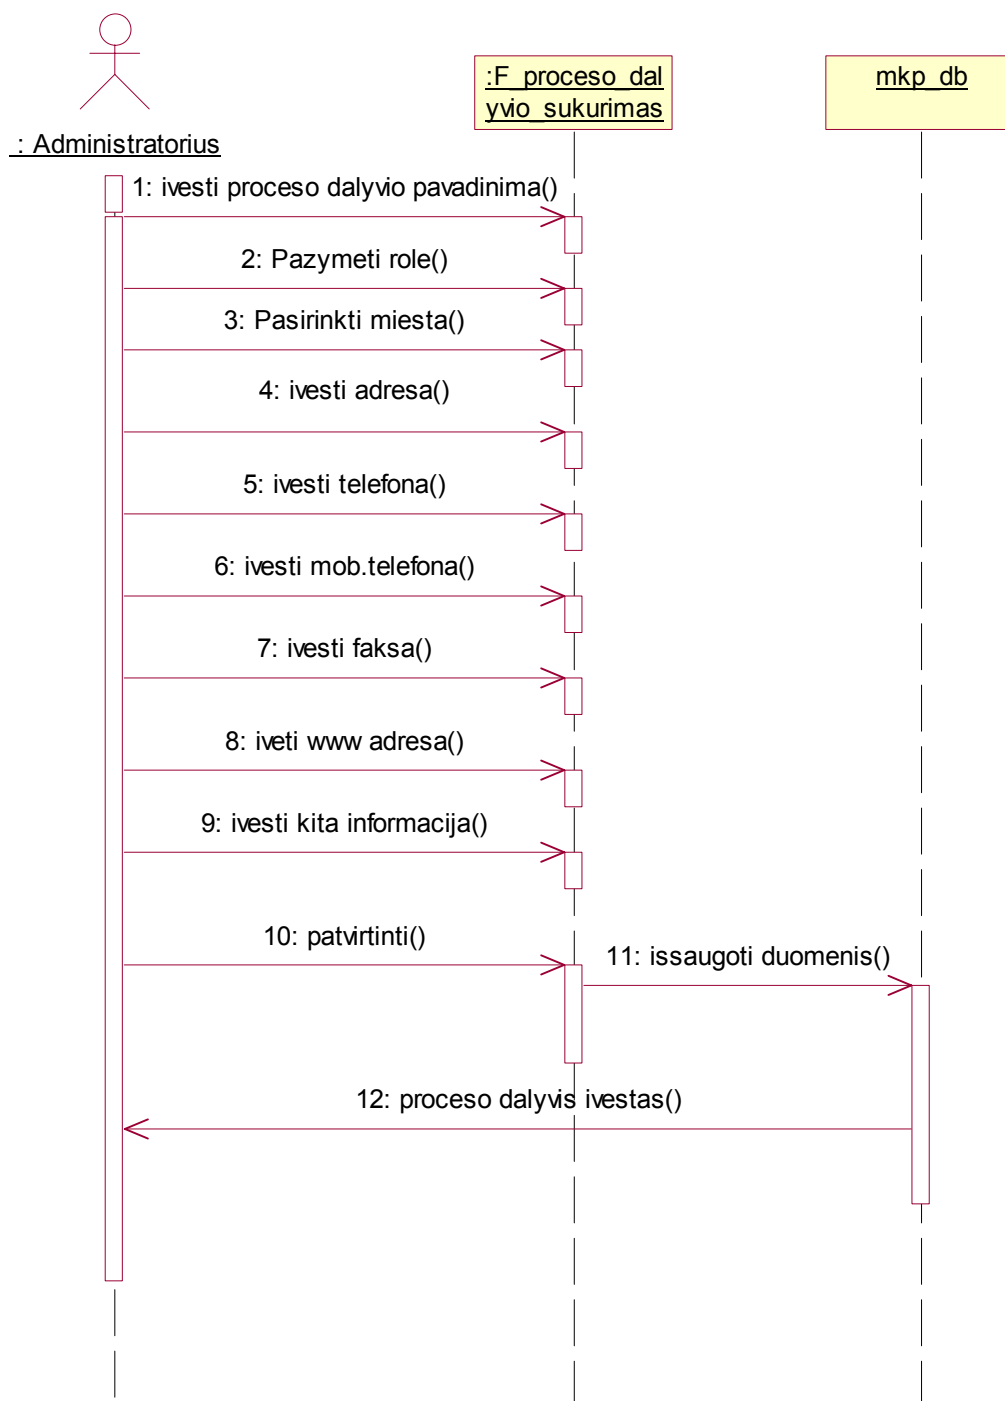 :F_proceso_dal
yvio_sukurimas
mkp_db
: Administratorius
1: ivesti proceso dalyvio pavadinima()
2: Pazymeti role()
3: Pasirinkti miesta()
4: ivesti adresa()
5: ivesti telefona()
6: ivesti mob.telefona()
7: ivesti faksa()
8: iveti www adresa()
9: ivesti kita informacija()
10: patvirtinti()
11: issaugoti duomenis()
12: proceso dalyvis ivestas()